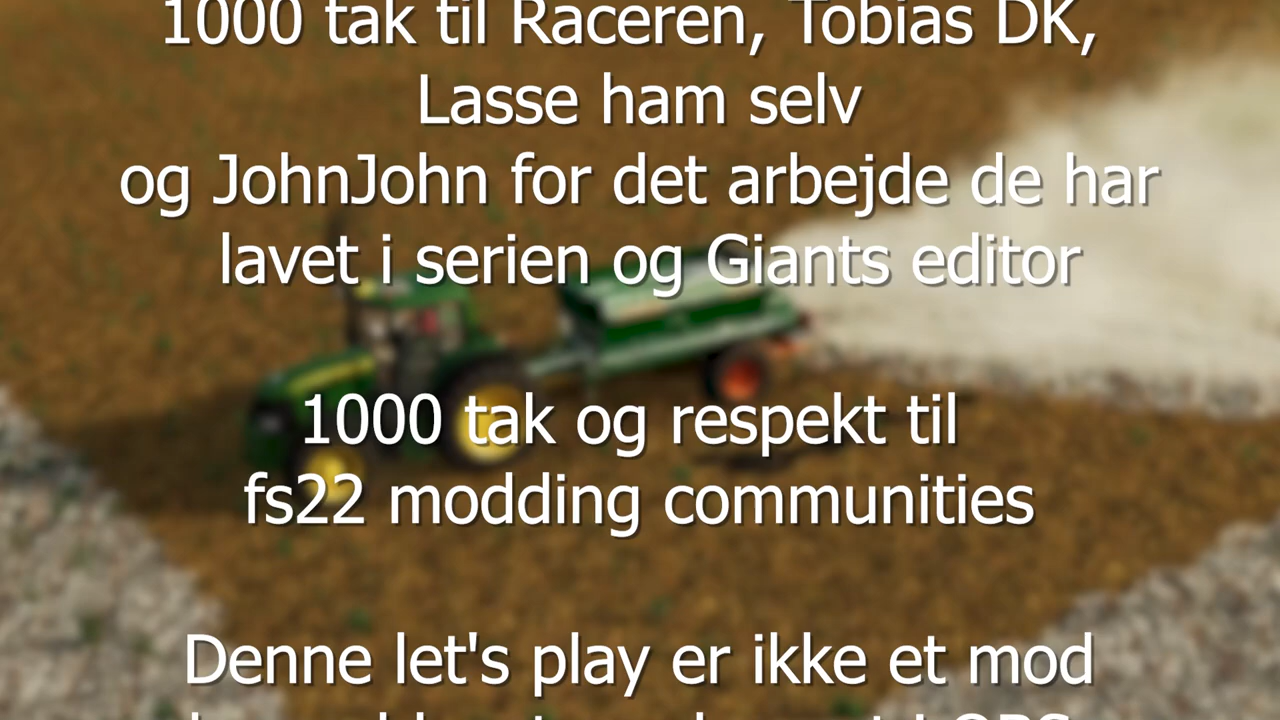 1000 tak til Raceren, Tobias DK,
Lasse ham selv
og JohnJohn for det arbejde de har
lavet i serien og Giants editor
1000 tak og respekt til
fs22 modding communities
Denne let's play er ikke et mod